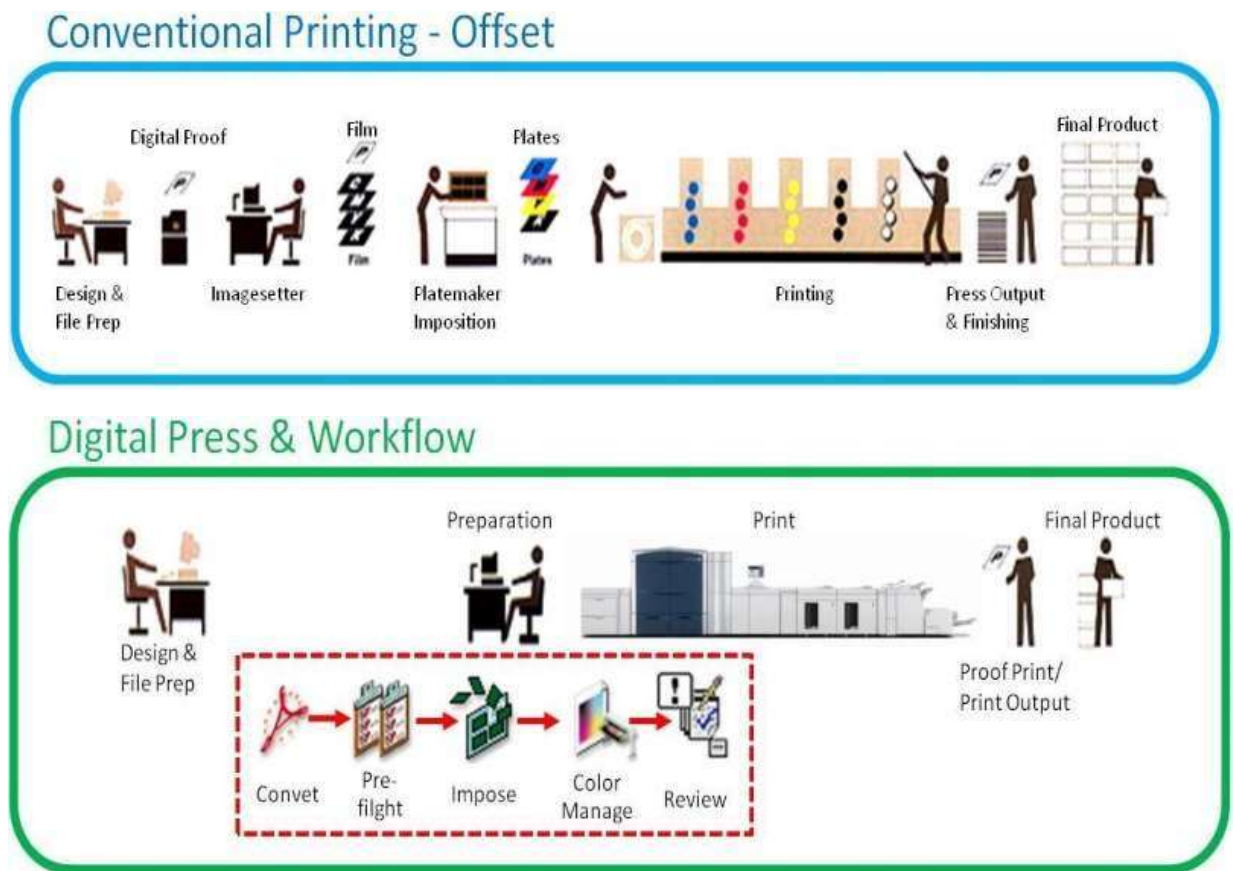 Conventional Printing - Offset
Digital Proof
Film
Plates
Final Product
Film
Plates
Design &
File Prep
Imagesetter
Platemaker
Imposition
Printing
Press Output
& Finishing
Digital Press & Workflow
Preparation
Print
Final Product
Design &
File Prep
Proof Print/
Print Output
Convet
Pre-
filght
Impose
Color
Manage
Review